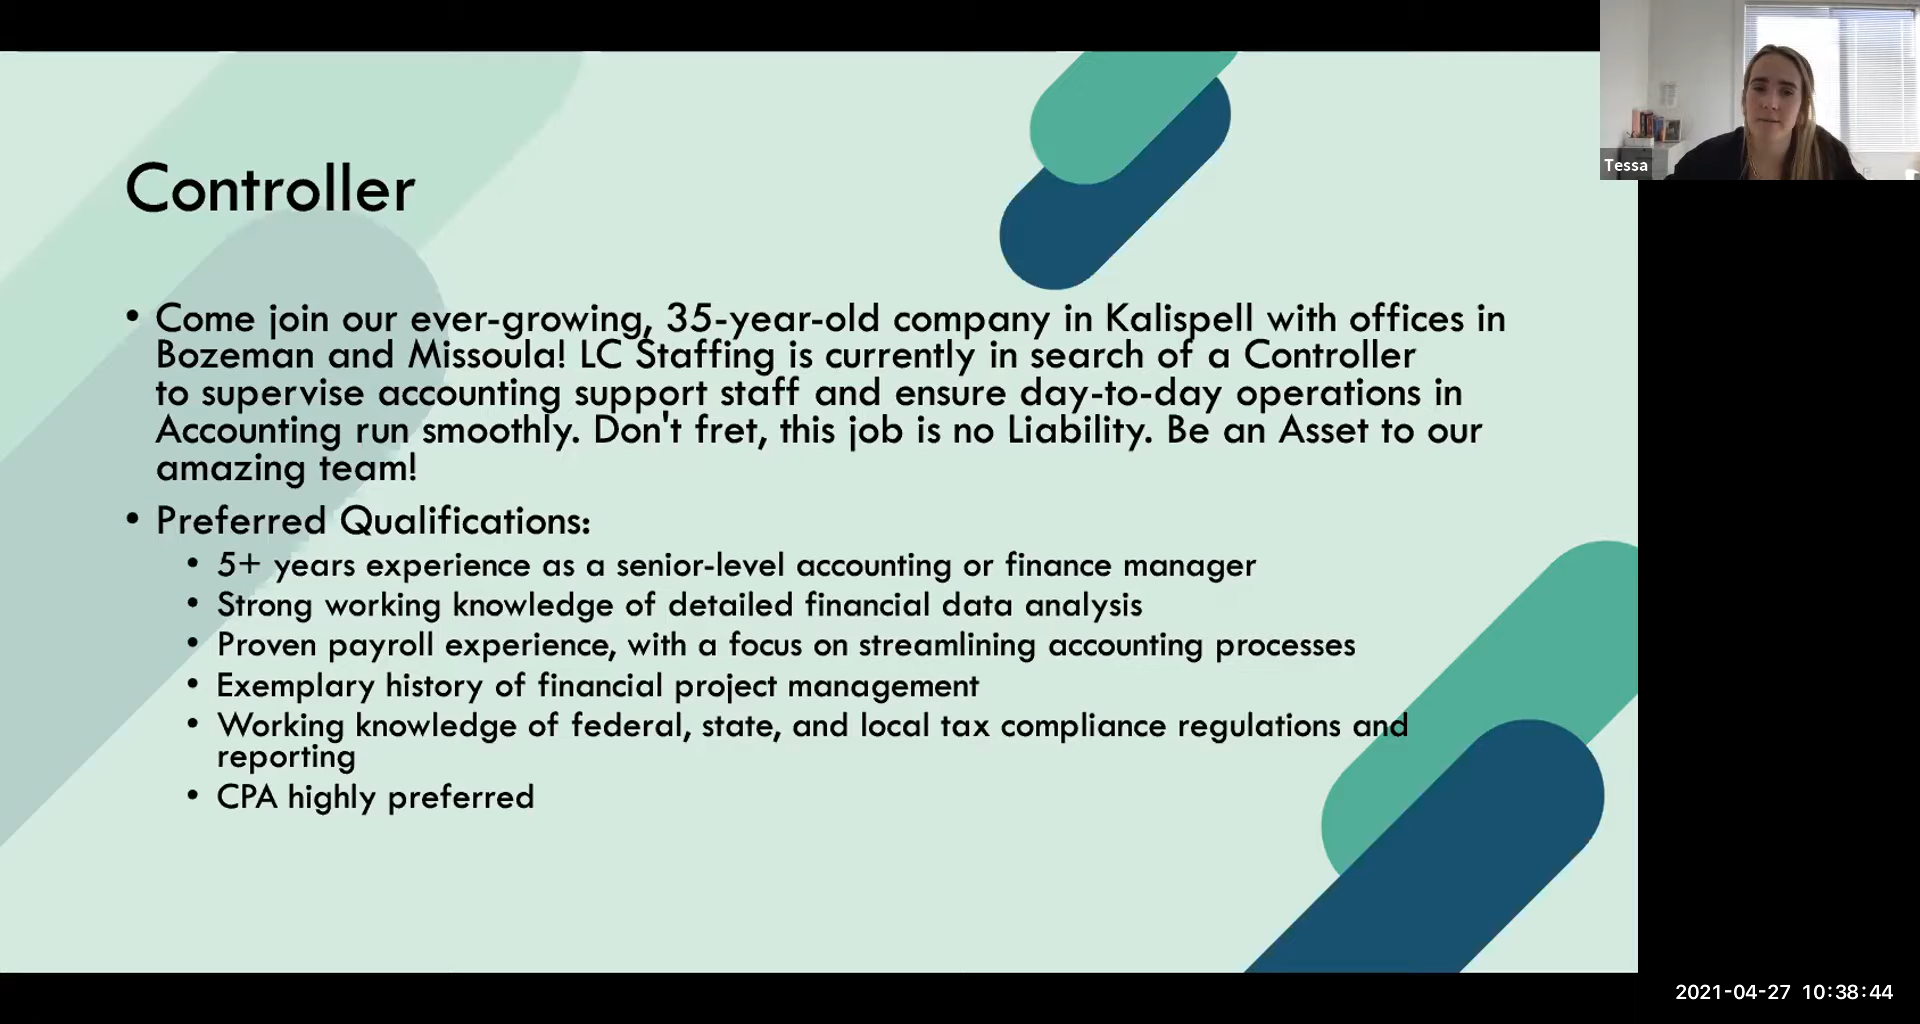 Controller
• Come join our ever-growing, 35-year-old company in Kalispell with offices in
Bozeman and Missoula! LC Staffing is currently in search of a Controller
to supervise accounting support staff and ensure day-to-day operations in
Accounting run smoothly. Don't fret, this job is no Liability. Be an Asset to our
amazing team!
• Preferred Qualifications:
• 5+ years experience as a senior-level accounting or finance manager
• Strong working knowledge of detailed financial data analysis
• Proven payroll experience, with a focus on streamlining accounting processes
• Exemplary history of financial project management
• Working knowledge of federal, state, and local tax compliance regulations and
reporting
• CPA highly preferred
Tessa
2021-04-27 10:38:44